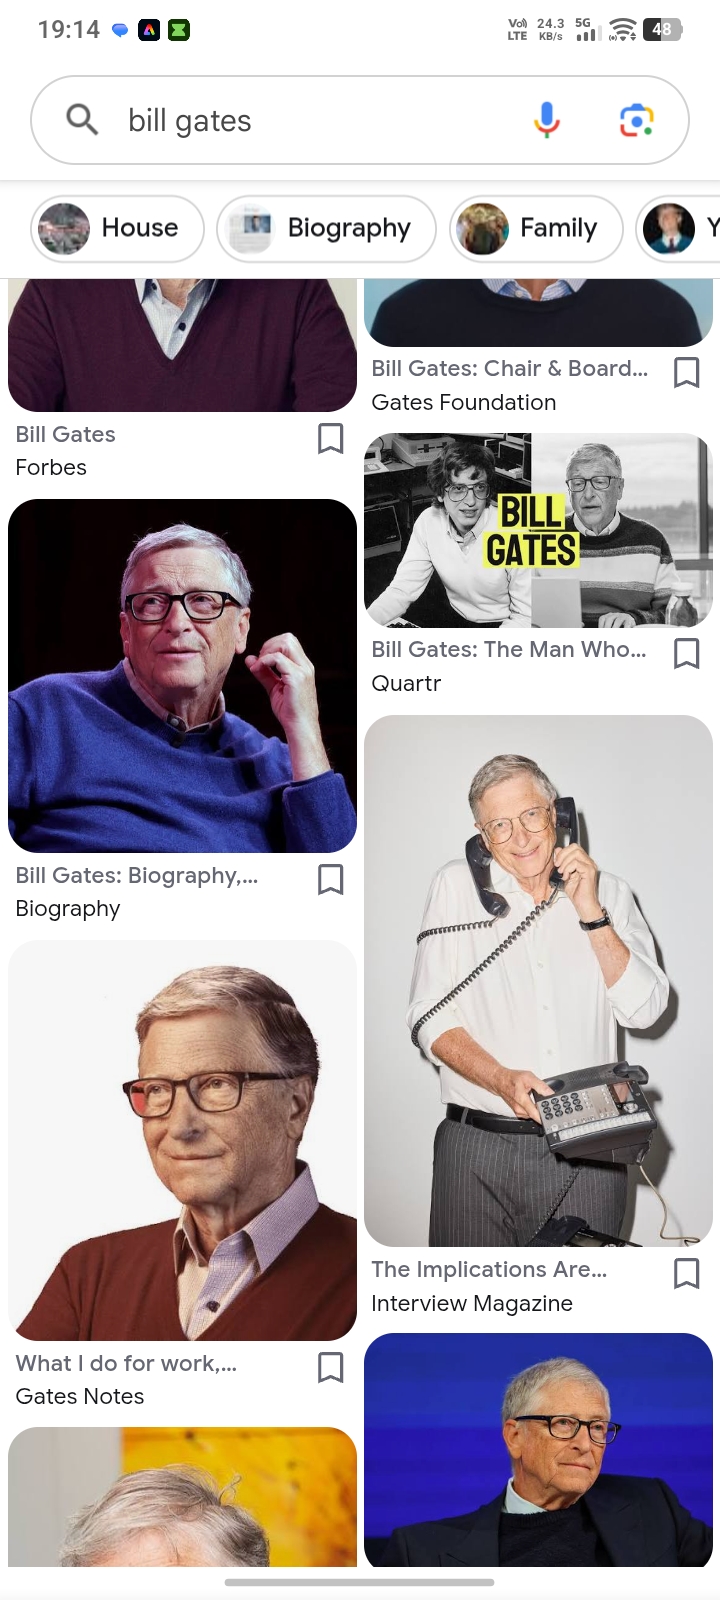 19:14
Vo) 24.3 5G
LTE KB/s
48
bill gates
House
Biography
Family
Y
Bill Gates
Forbes
Bill Gates: Chair & Board...
Gates Foundation
BILL
GATES
Bill Gates: The Man Who...
Quartr
Bill Gates: Biography,...
Biography
The Implications Are...
Interview Magazine
What I do for work,...
Gates Notes